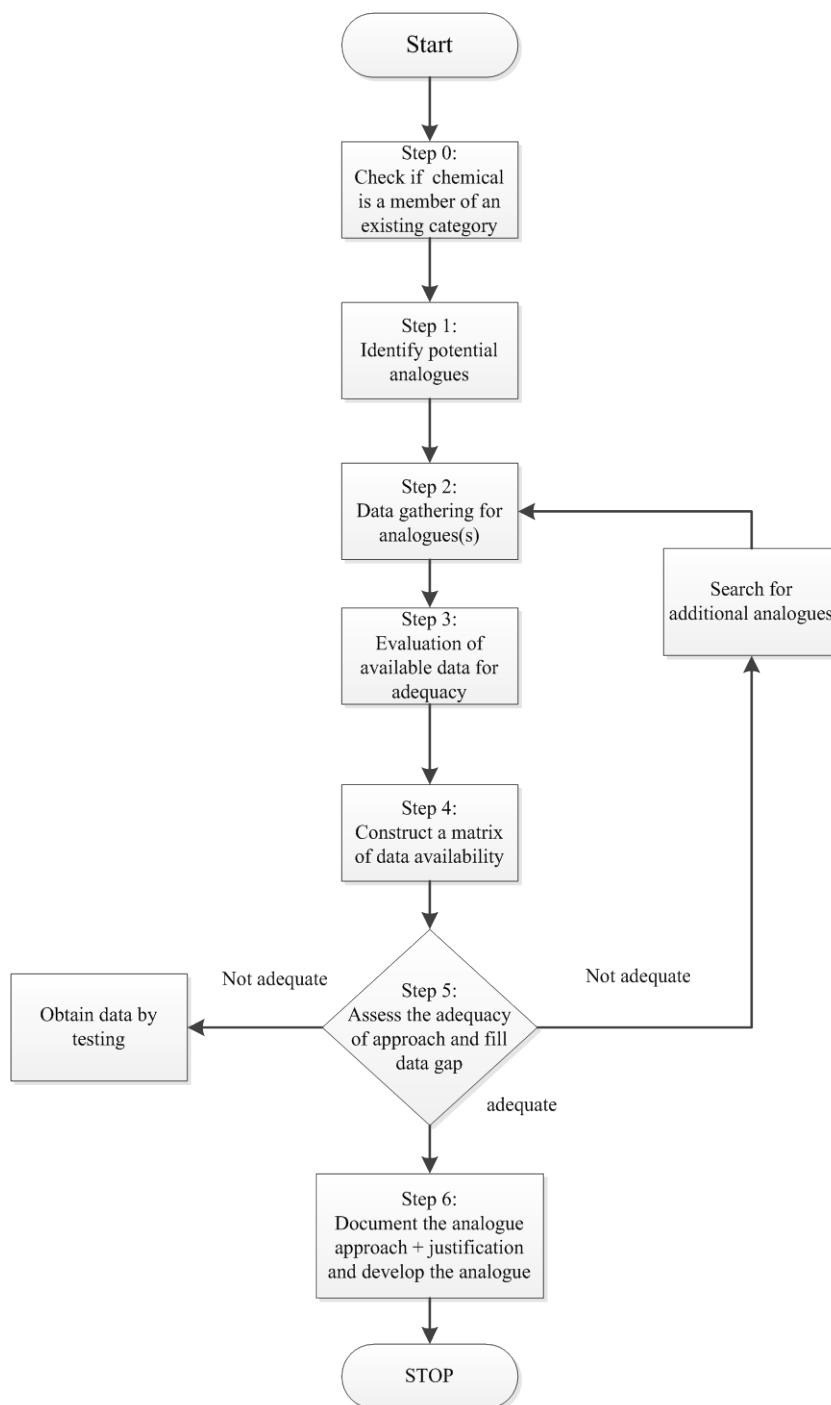 Start
Step 0:
Check if chemical
is a member of an
existing category
Step 1:
Identify potential
analogues
Step 2:
Data gathering for
analogues(s)
Search for
additional analogues
Step 3:
Evaluation of
available data for
adequacy
Step 4:
Construct a matrix
of data availability
Not adequate
Not adequate
Step 5:
Assess the adequacy
of approach and fill
data gap
Obtain data by
testing
adequate
Step 6:
Document the analogue
approach + justification
and develop the analogue
STOP